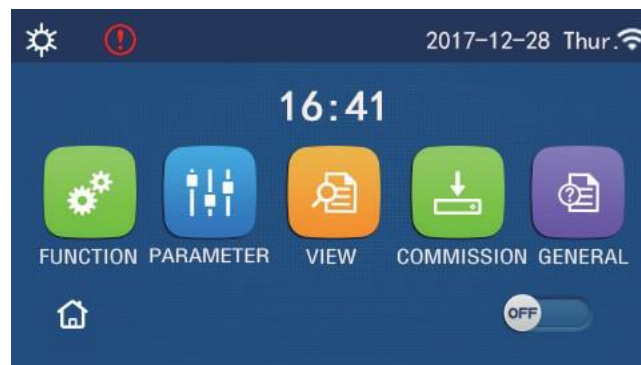 2017-12-28 Thur.
16:41
FUNCTION PARAMETER VIEW COMMISSION GENERAL
OFF